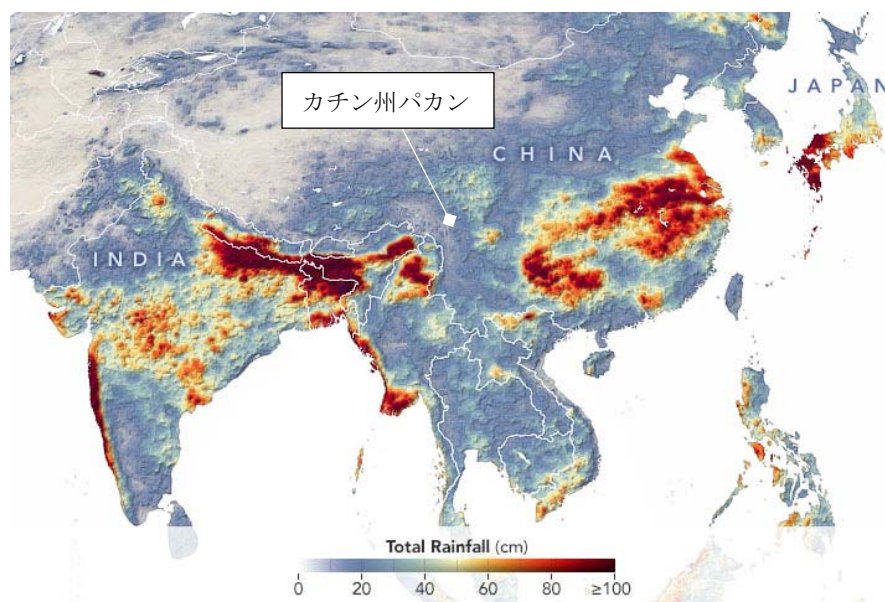 JAPAN
カチン州パカン
CHINA
INDIA
Total Rainfall (cm)
0 20 40 60 80 ≥100